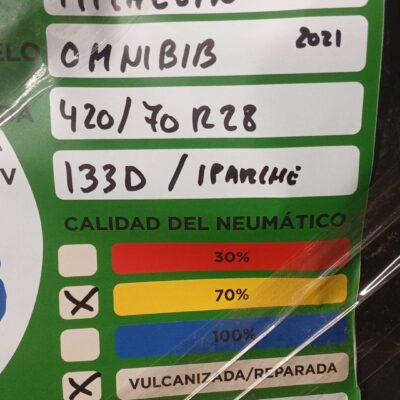 ELO OMNIBIB 2021
A 420/70 R28
V 133D / 1PARCHE
CALIDAD DEL NEUMÁTICO
30%
X 70%
100%
X VULCANIZADA/REPARADA